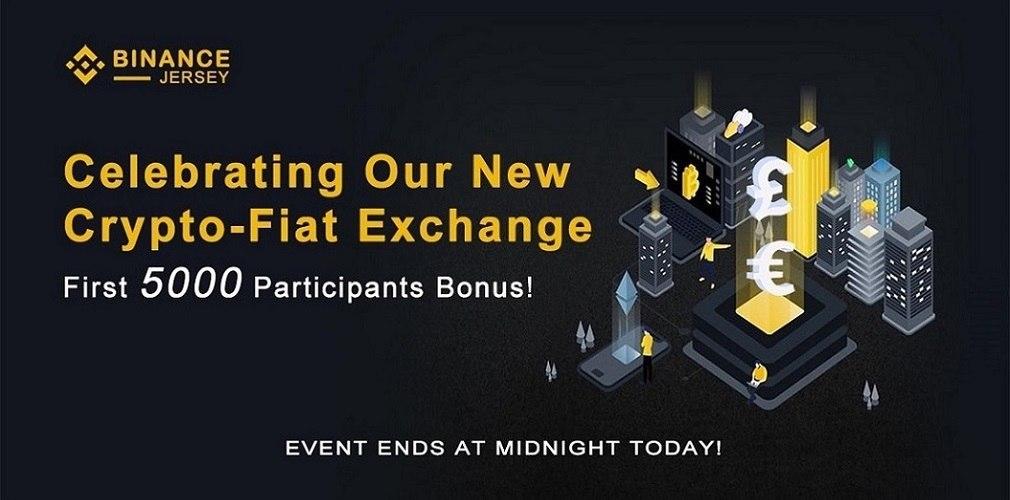 BINANCE
JERSEY
Celebrating Our New
Crypto-Fiat Exchange
First 5000 Participants Bonus!
£
€
EVENT ENDS AT MIDNIGHT TODAY!